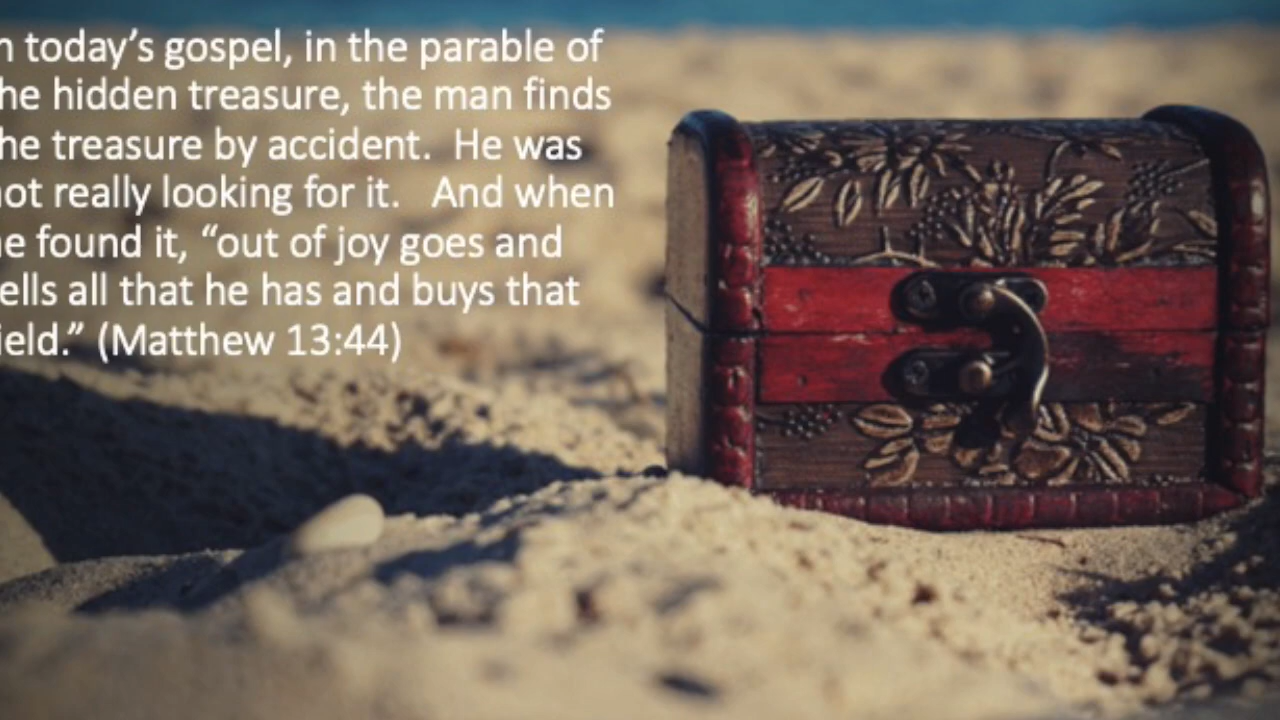 n today’s gospel, in the parable of
he hidden treasure, the man finds
he treasure by accident.  He was
not really looking for it.   And when
he found it, “out of joy goes and
ells all that he has and buys that
ield.” (Matthew 13:44)